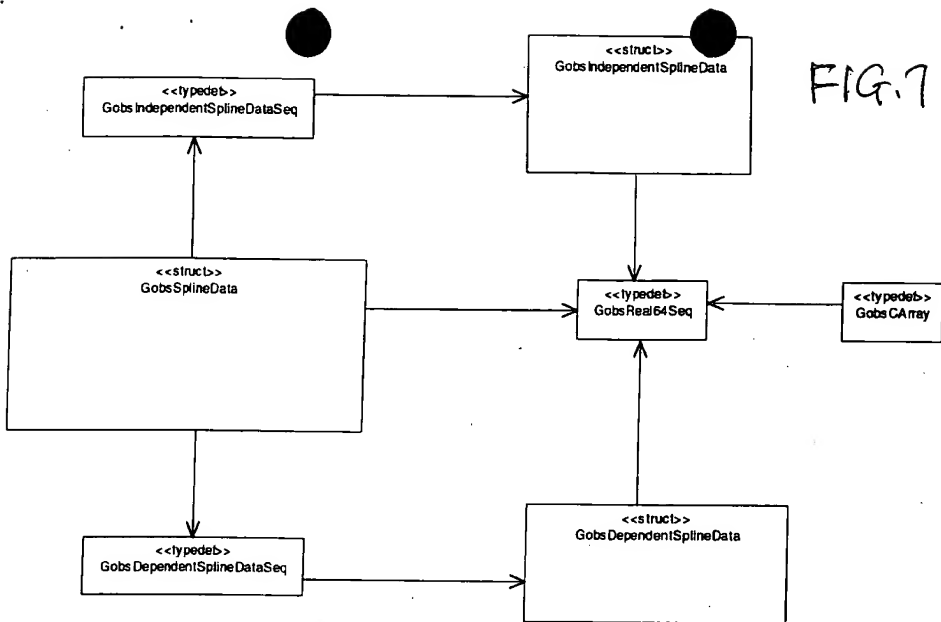 <<struct>>
GobsIndependentSplineData
FIG.7
<<typedef>>
GobsIndependentSplineDataSeq
<<struct>>
GobsSplineData
<<typedef>>
GobsReal64Seq
<<typedef>>
GobsCArray
<<struct>>
GobsDependentSplineData
<<typedef>>
GobsDependentSplineDataSeq